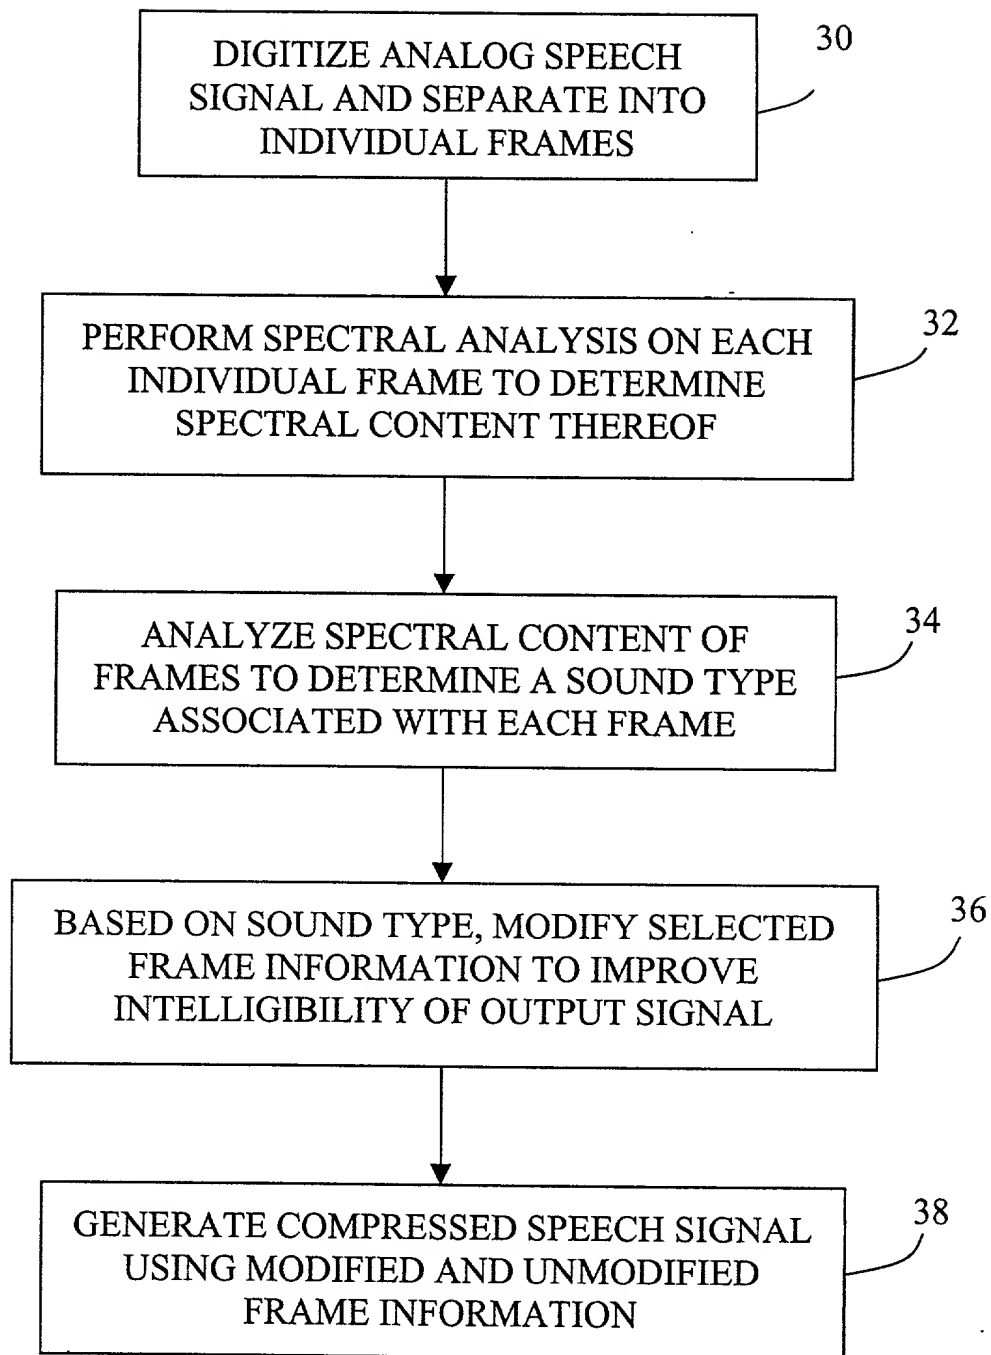 DIGITIZE ANALOG SPEECH
SIGNAL AND SEPARATE INTO
INDIVIDUAL FRAMES
30
PERFORM SPECTRAL ANALYSIS ON EACH
INDIVIDUAL FRAME TO DETERMINE
SPECTRAL CONTENT THEREOF
32
ANALYZE SPECTRAL CONTENT OF
FRAMES TO DETERMINE A SOUND TYPE
ASSOCIATED WITH EACH FRAME
34
BASED ON SOUND TYPE, MODIFY SELECTED
FRAME INFORMATION TO IMPROVE
INTELLIGIBILITY OF OUTPUT SIGNAL
36
GENERATE COMPRESSED SPEECH SIGNAL
USING MODIFIED AND UNMODIFIED
FRAME INFORMATION
38